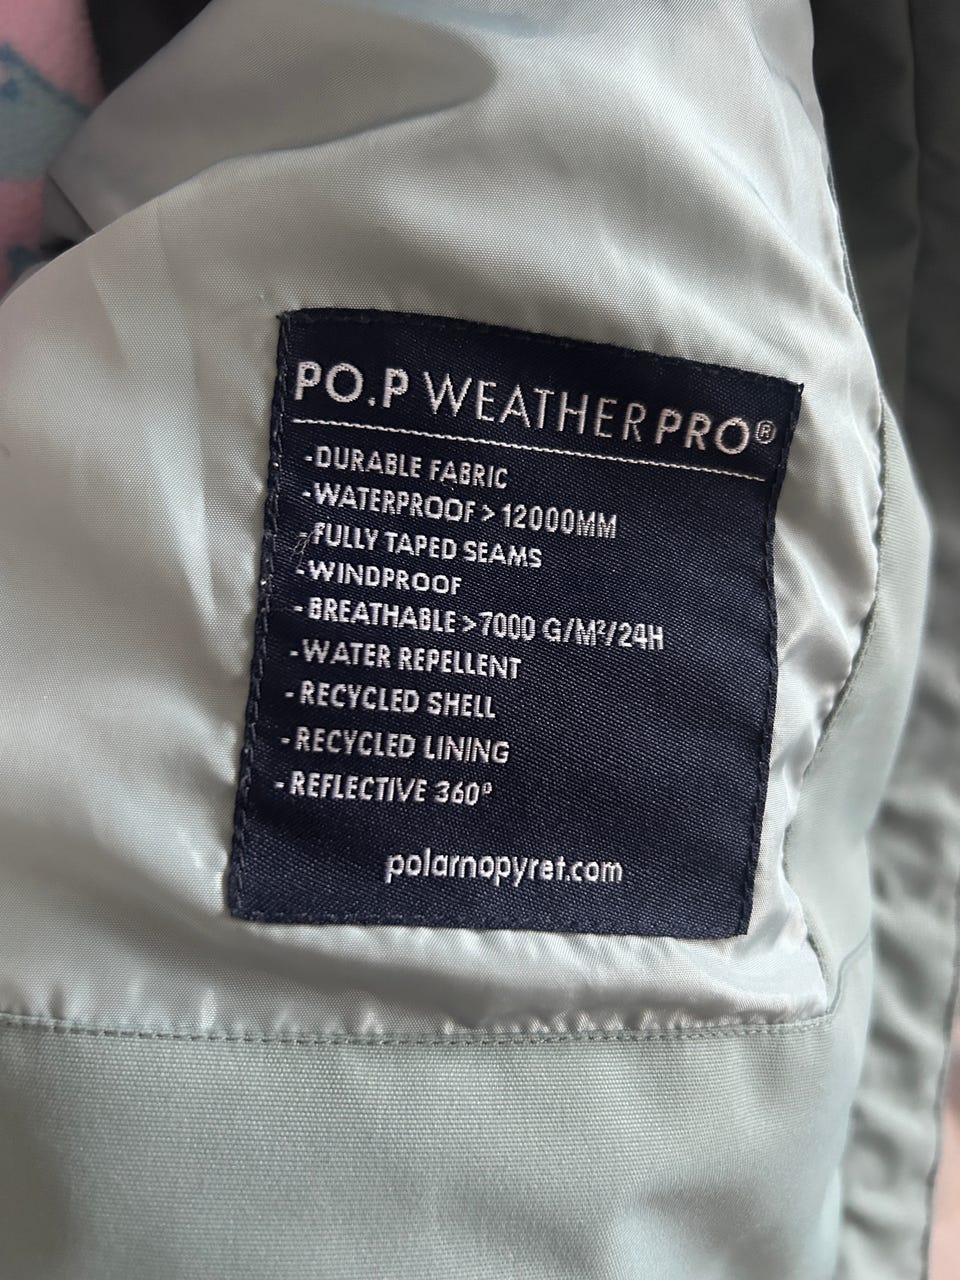 PO.P WEATHERPRO®
-DURABLE FABRIC
-WATERPROOF > 12000MM
-FULLY TAPED SEAMS
-WINDPROOF
-BREATHABLE >7000 G/M²/24H
-WATER REPELLENT
-RECYCLED SHELL
-RECYCLED LINING
-REFLECTIVE 360°
polarnopyret.com